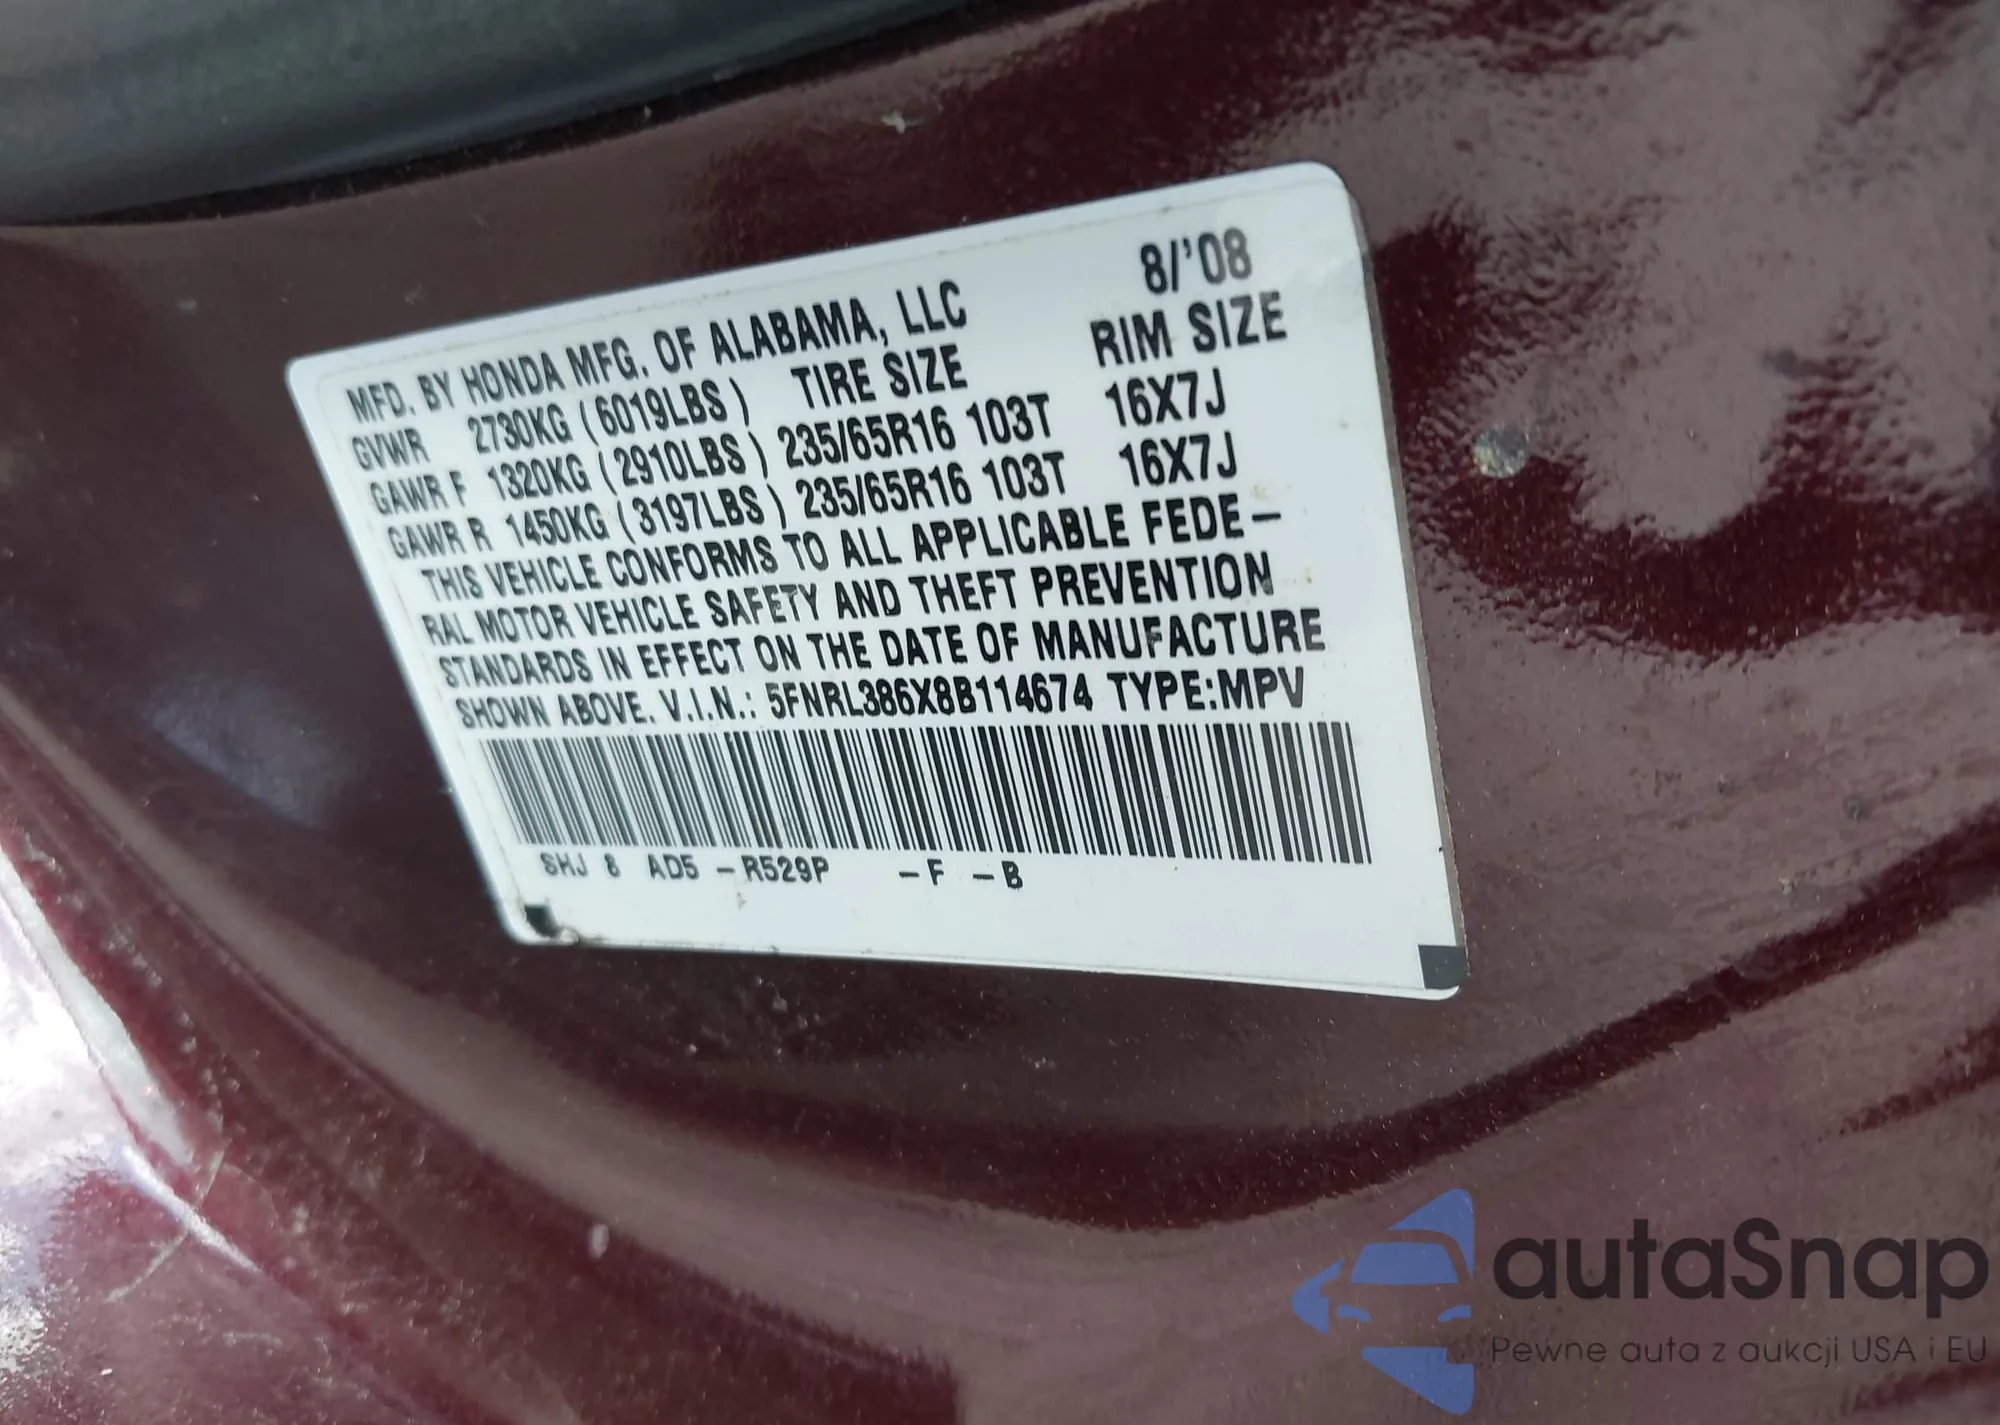 MFD. BY HONDA MFG. OF ALABAMA, LLC 8/'08
GVWR 2730KG (6019LBS) TIRE SIZE RIM SIZE
GAWR F 1320KG (2910LBS) 235/65R16 103T 16X7J
GAWR R 1450KG (3197LBS) 235/65R16 103T 16X7J
THIS VEHICLE CONFORMS TO ALL APPLICABLE FEDE-
RAL MOTOR VEHICLE SAFETY AND THEFT PREVENTION
STANDARDS IN EFFECT ON THE DATE OF MANUFACTURE
SHOWN ABOVE. V.I.N.: 5FNRL386X8B114674 TYPE:MPV
SHJ 8 AD5 -R529P -F -B
autaSnap
Pewne auta z aukcji USA i EU